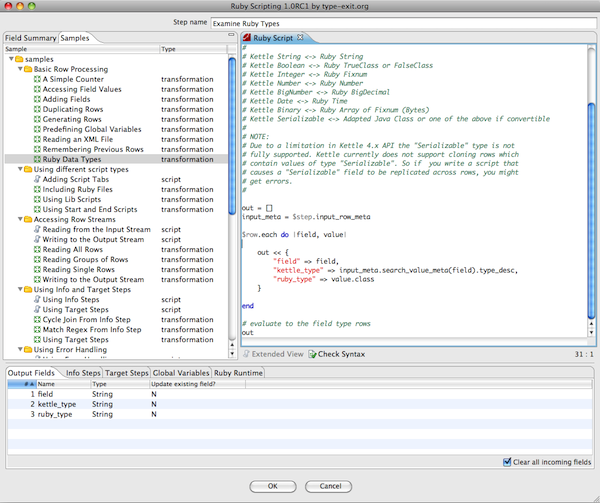 Ruby Scripting 1.0RC1 by type-exit.org
Step name Examine Ruby Types
Field Summary Samples
Sample Type
samples
Basic Row Processing
A Simple Counter transformation
Accessing Field Values transformation
Adding Fields transformation
Duplicating Rows transformation
Generating Rows transformation
Predefining Global Variables transformation
Reading an XML File transformation
Remembering Previous Rows transformation
Ruby Data Types transformation
Using different script types
Adding Script Tabs script
Including Ruby Files transformation
Using Lib Scripts transformation
Using Start and End Scripts transformation
Accessing Row Streams
Reading from the Input Stream script
Writing to the Output Stream script
Reading All Rows transformation
Reading Groups of Rows transformation
Reading Single Rows transformation
Writing to the Output Stream transformation
Using Info and Target Steps
Using Info Steps script
Using Target Steps script
Cycle Join From Info Step transformation
Match Regex From Info Step transformation
Using Target Steps transformation
Using Error Handling
Ruby Script
#
# Kettle String <-> Ruby String
# Kettle Boolean <-> Ruby TrueClass or FalseClass
# Kettle Integer <-> Ruby Fixnum
# Kettle Number <-> Ruby Number
# Kettle BigNumber <-> Ruby BigDecimal
# Kettle Date <-> Ruby Time
# Kettle Binary <-> Ruby Array of Fixnum (Bytes)
# Kettle Serializable <-> Adapted Java Class or one of the above if convertible
#
# NOTE:
# Due to a limitation in Kettle 4.x API the "Serializable" type is not
# fully supported. Kettle currently does not support cloning rows which
# contain values of type "Serializable". So if you write a script that
# causes a "Serializable" field to be replicated across rows, you might
# get errors.
#
out = []
input_meta = $step.input_row_meta
$row.each do |field, value|
out << {
"field" => field,
"kettle_type" => input_meta.search_value_meta(field).type_desc,
"ruby_type" => value.class
}
end
# evaluate to the field type rows
out
Extended View Check Syntax 31 : 1
Output Fields Info Steps Target Steps Global Variables Ruby Runtime
# Name Type Update existing field?
1 field String N
2 kettle_type String N
3 ruby_type String N
Clear all incoming fields
OK Cancel